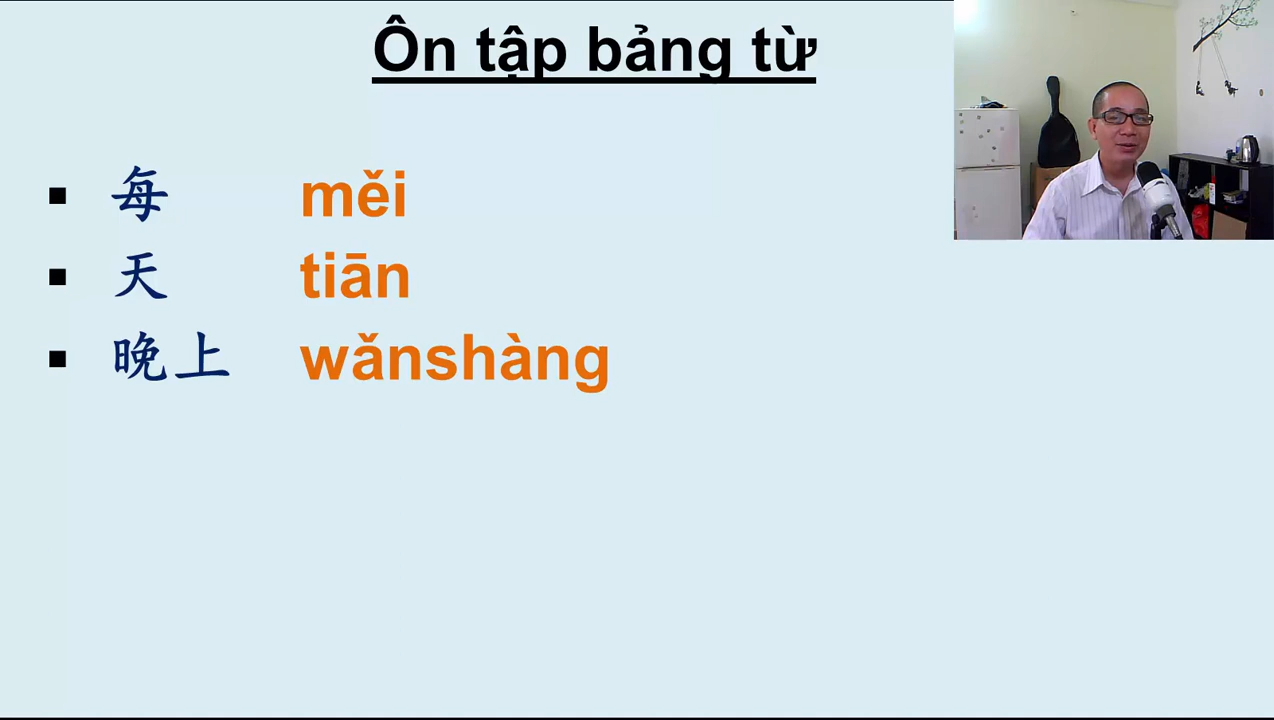 Ôn tập bảng từ
▪ 每 měi
▪ 天 tiān
▪ 晚上 wǎnshàng